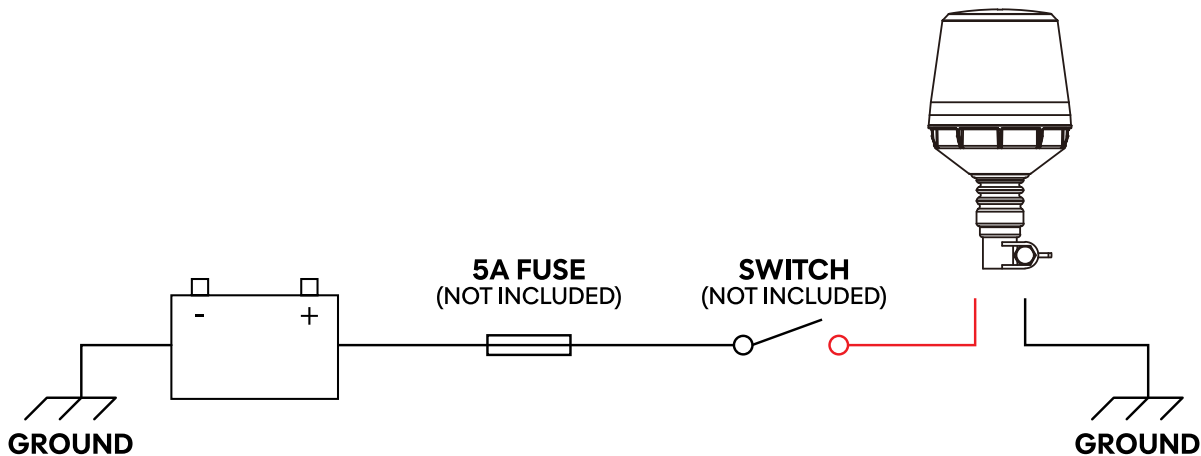 5A FUSE
(NOT INCLUDED)
SWITCH
(NOT INCLUDED)
-
+
GROUND
GROUND